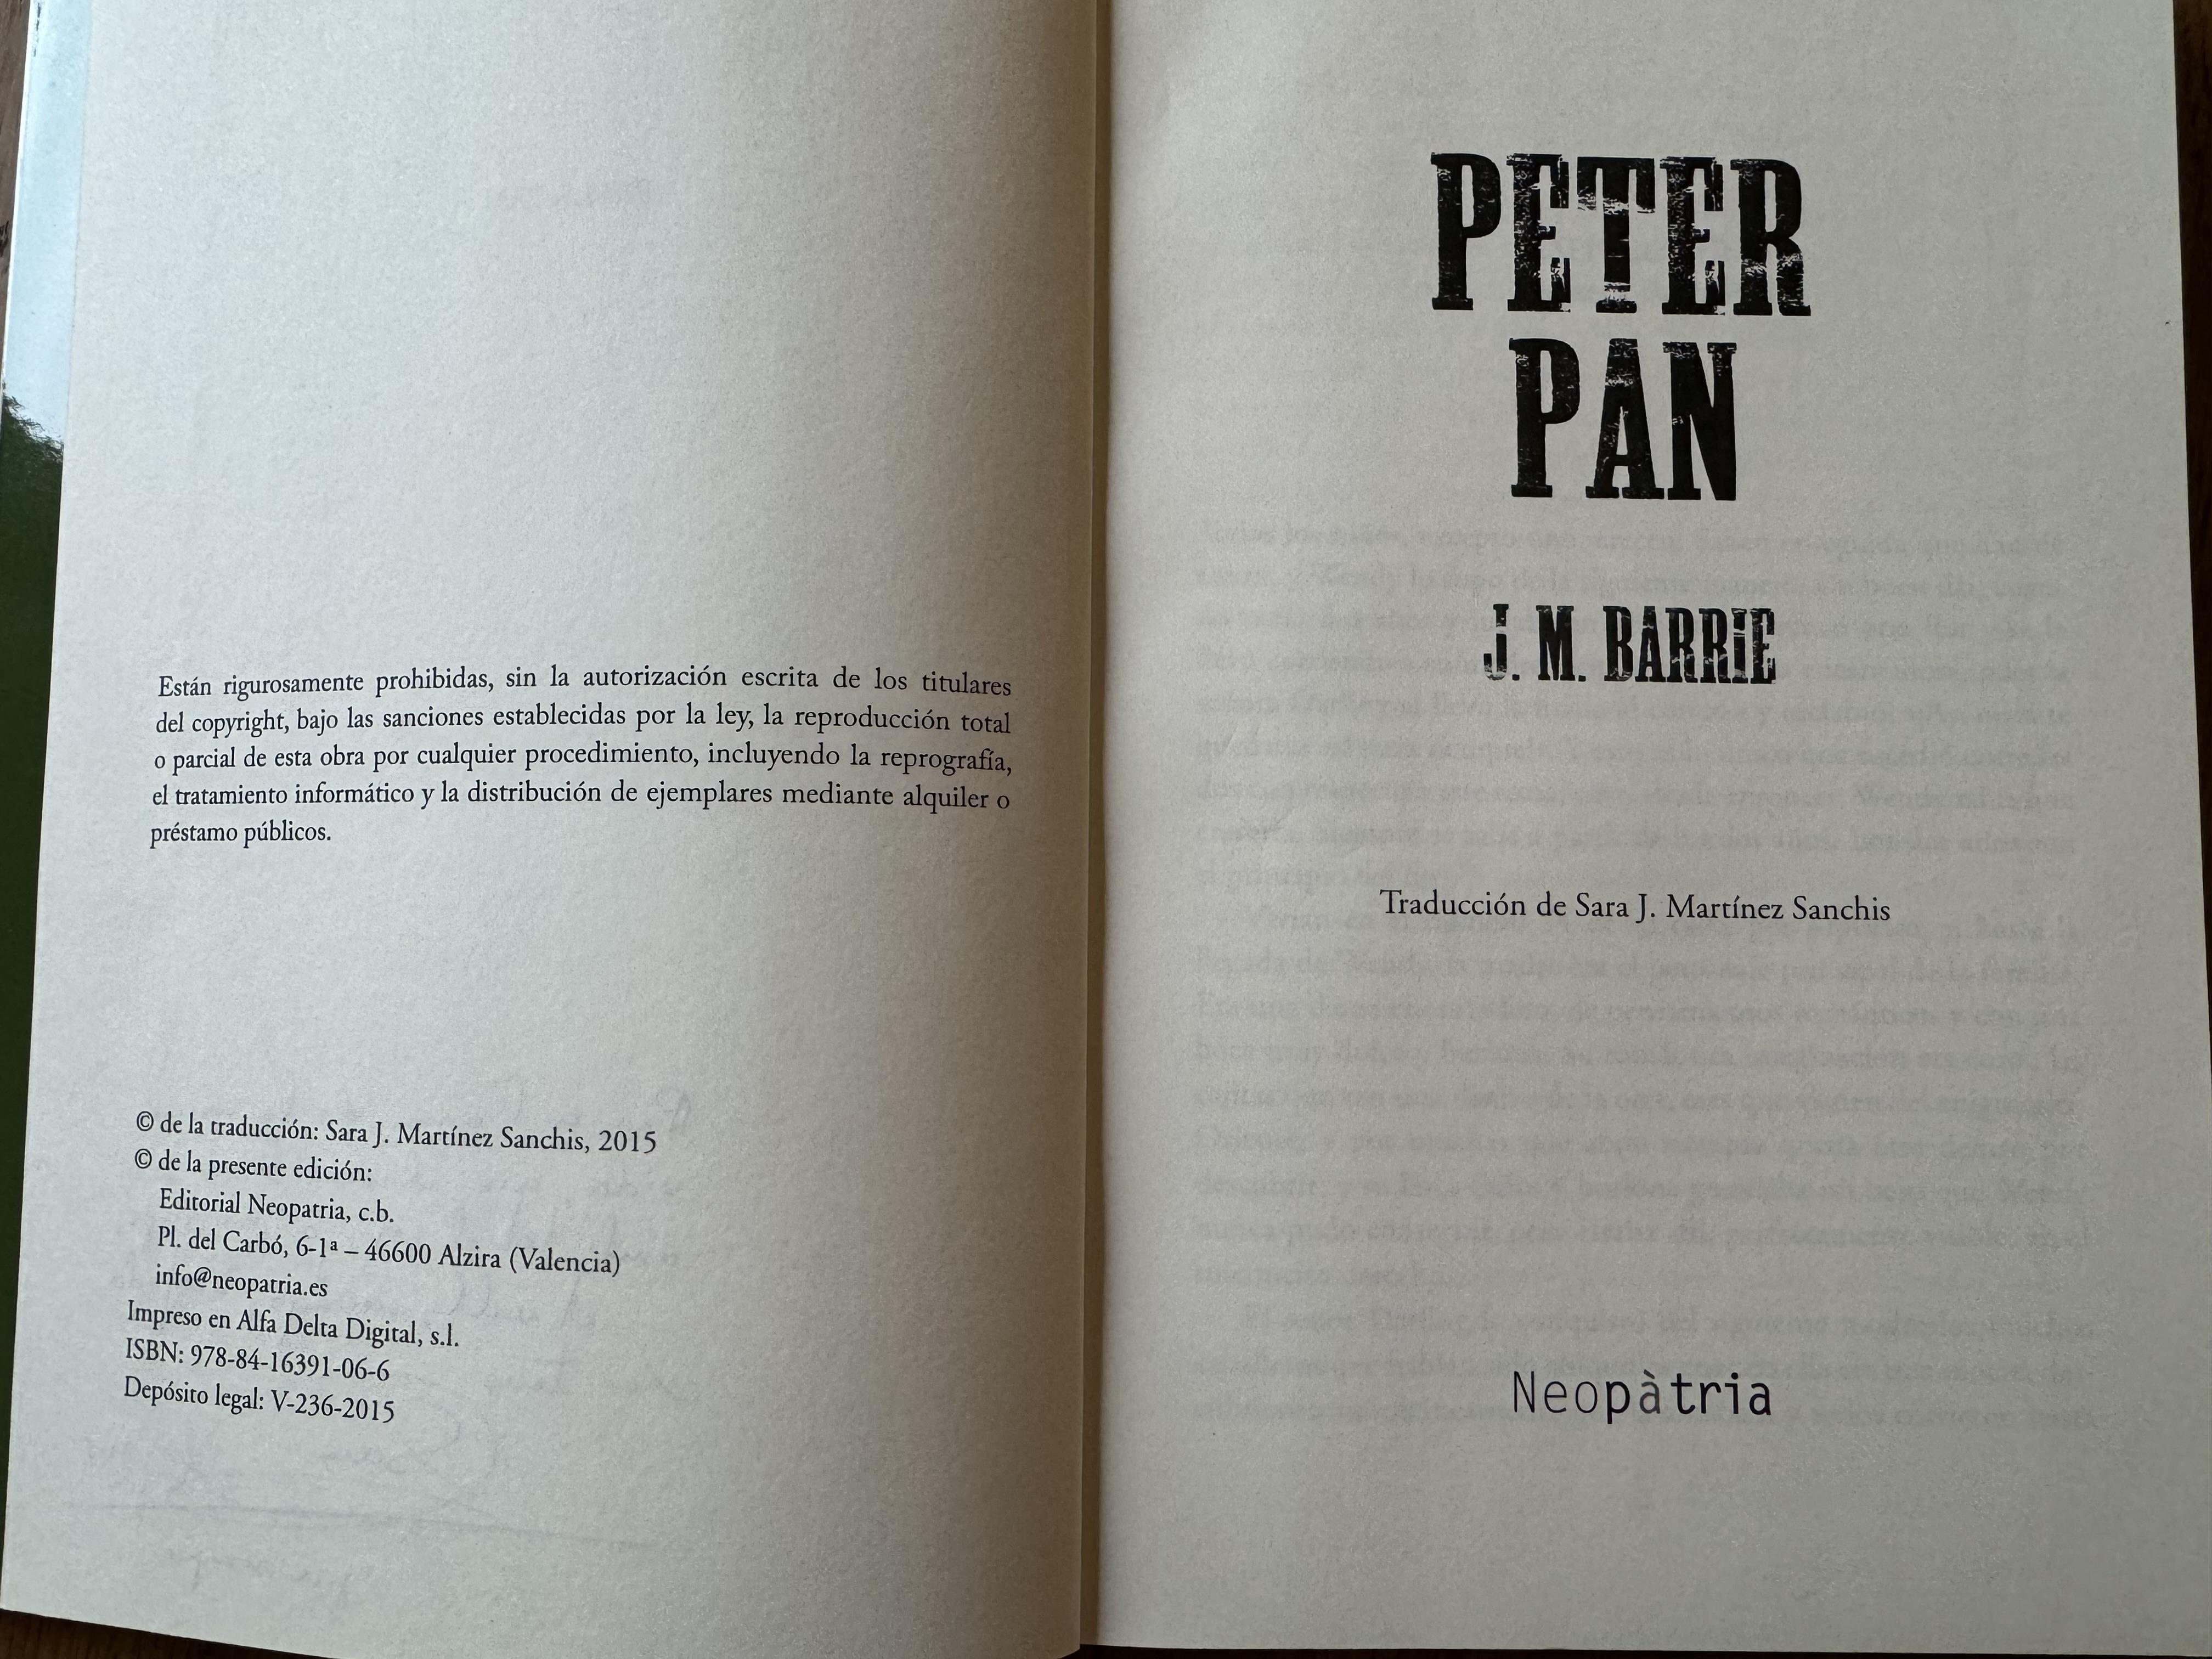 Están rigurosamente prohibidas, sin la autorización escrita de los titulares
del copyright, bajo las sanciones establecidas por la ley, la reproducción total
o parcial de esta obra por cualquier procedimiento, incluyendo la reprografía,
el tratamiento informático y la distribución de ejemplares mediante alquiler o
préstamo públicos.
© de la traducción: Sara J. Martínez Sanchis, 2015
© de la presente edición:
Editorial Neopatria, c.b.
Pl. del Carbó, 6-1ª – 46600 Alzira (Valencia)
info@neopatria.es
Impreso en Alfa Delta Digital, s.l.
ISBN: 978-84-16391-06-6
Depósito legal: V-236-2015
PETER
PAN
J. M. BARRiE
Traducción de Sara J. Martínez Sanchis
Neopàtria